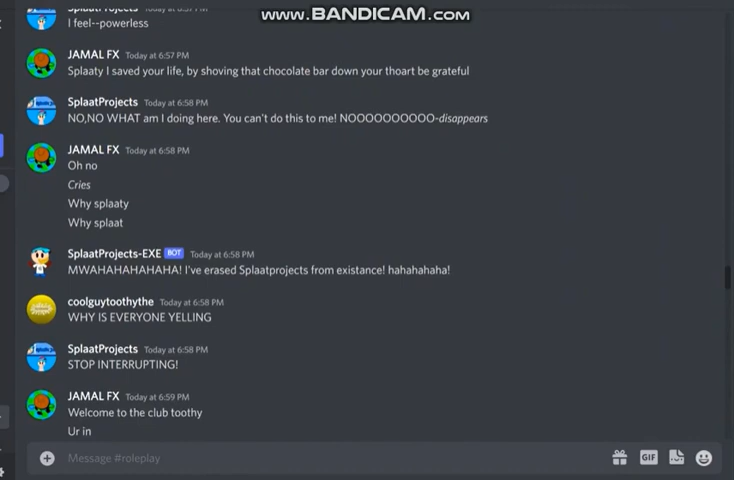 www.BANDICAM.com
I feel--powerless
JAMAL FX Today at 6:57 PM
Splaaty I saved your life, by shoving that chocolate bar down your thoart be grateful
SplaatProjects Today at 6:58 PM
NO,NO WHAT am I doing here. You can't do this to me! NOOOOOOOOOO-disappears
JAMAL FX Today at 6:58 PM
Oh no
Cries
Why splaaty
Why splaat
SplaatProjects-EXE BOT Today at 6:58 PM
MWAHAHAHAHAHA! I've erased Splaatprojects from existance! hahahahaha!
coolguytoothythe Today at 6:58 PM
WHY IS EVERYONE YELLING
SplaatProjects Today at 6:58 PM
STOP INTERRUPTING!
JAMAL FX Today at 6:59 PM
Welcome to the club toothy
Ur in
Message #roleplay
GIF